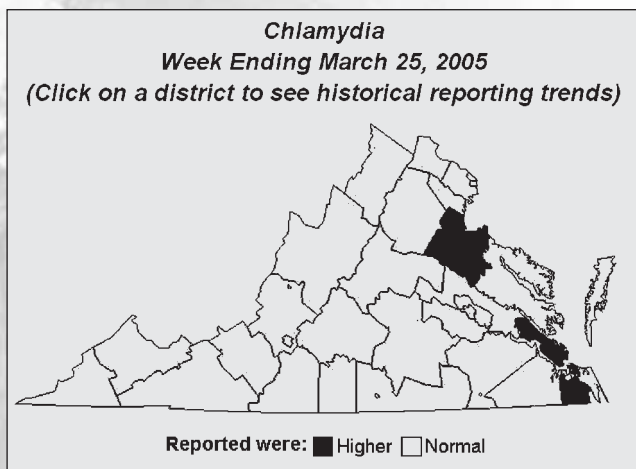 Chlamydia
Week Ending March 25, 2005
(Click on a district to see historical reporting trends)
Reported were: Higher Normal